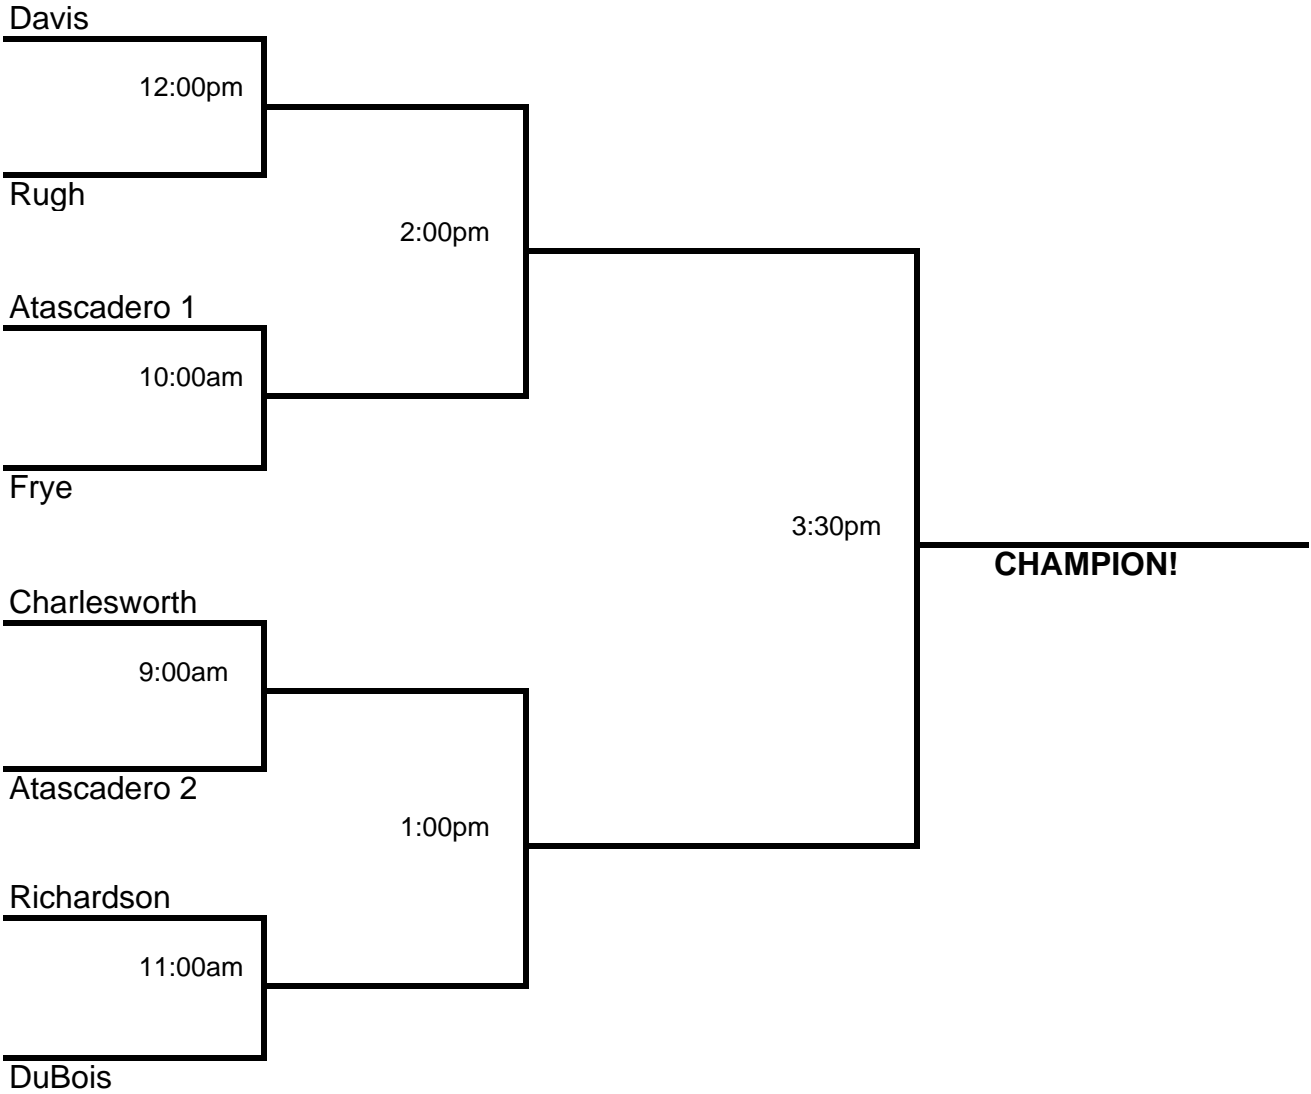 Davis
12:00pm
Rugh
2:00pm
Atascadero 1
10:00am
Frye
3:30pm
CHAMPION!
Charlesworth
9:00am
Atascadero 2
1:00pm
Richardson
11:00am
DuBois